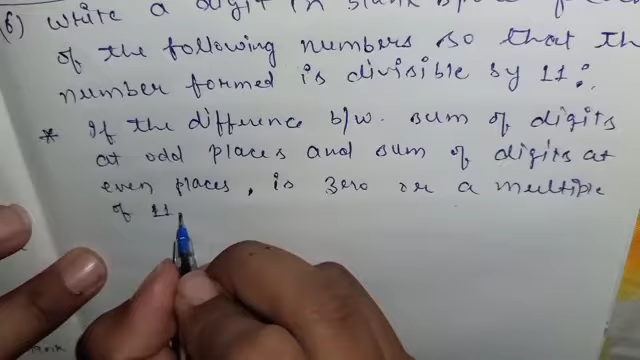 (6) Write a digit in blank space
of the following numbers so that th
number formed is divisible by 11:
* If the difference b/w. sum of digits
at odd places and sum of digits at
even places, is zero or a multiple
of 11